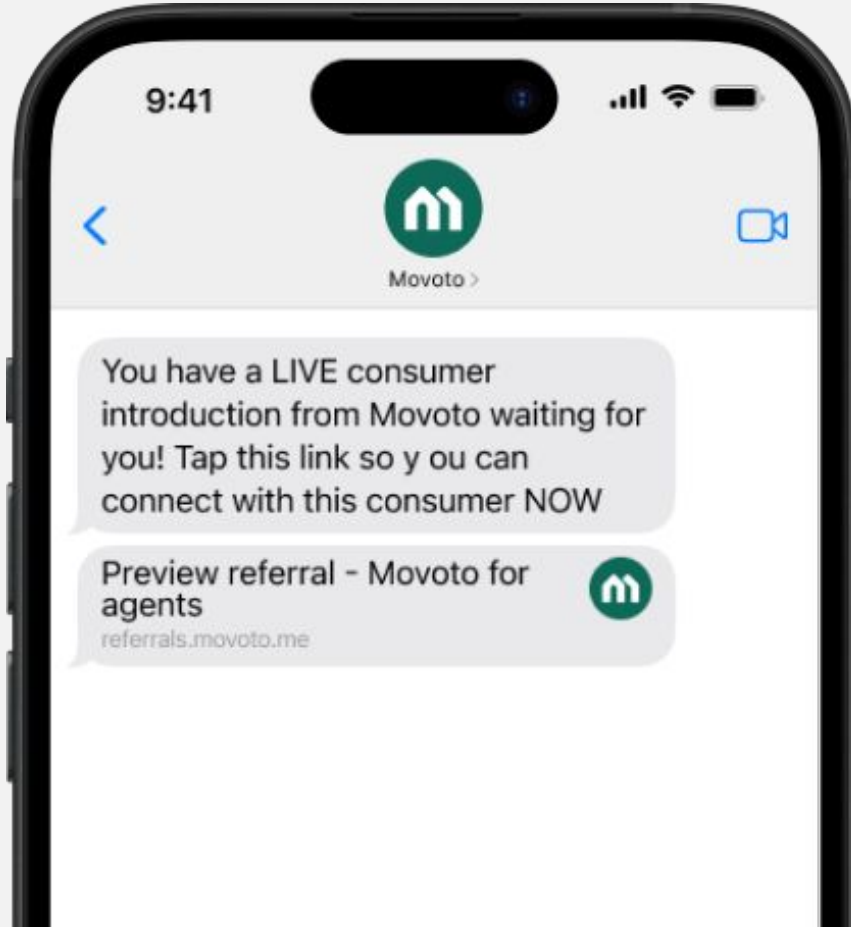 9:41
Movoto >
You have a LIVE consumer
introduction from Movoto waiting for
you! Tap this link so y ou can
connect with this consumer NOW
Preview referral - Movoto for
agents
referrals.movoto.me